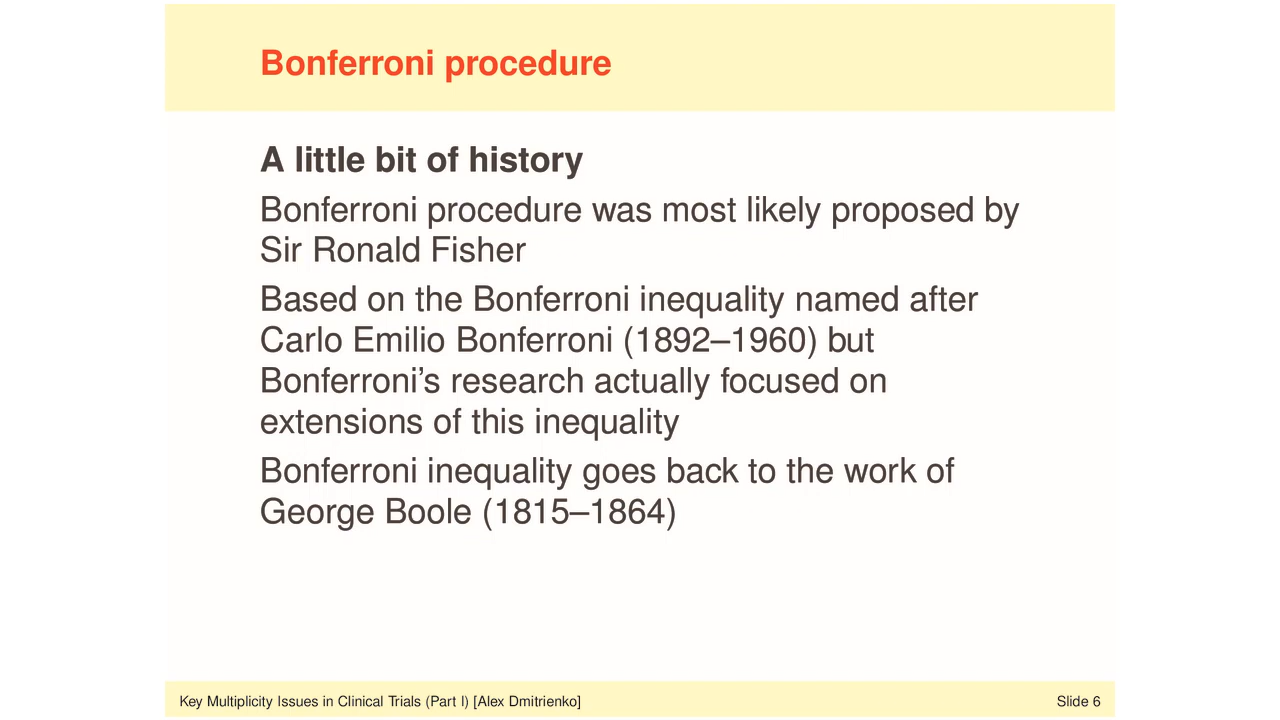 Bonferroni procedure
A little bit of history
Bonferroni procedure was most likely proposed by
Sir Ronald Fisher
Based on the Bonferroni inequality named after
Carlo Emilio Bonferroni (1892–1960) but
Bonferroni’s research actually focused on
extensions of this inequality
Bonferroni inequality goes back to the work of
George Boole (1815–1864)
Key Multiplicity Issues in Clinical Trials (Part I) [Alex Dmitrienko]
Slide 6